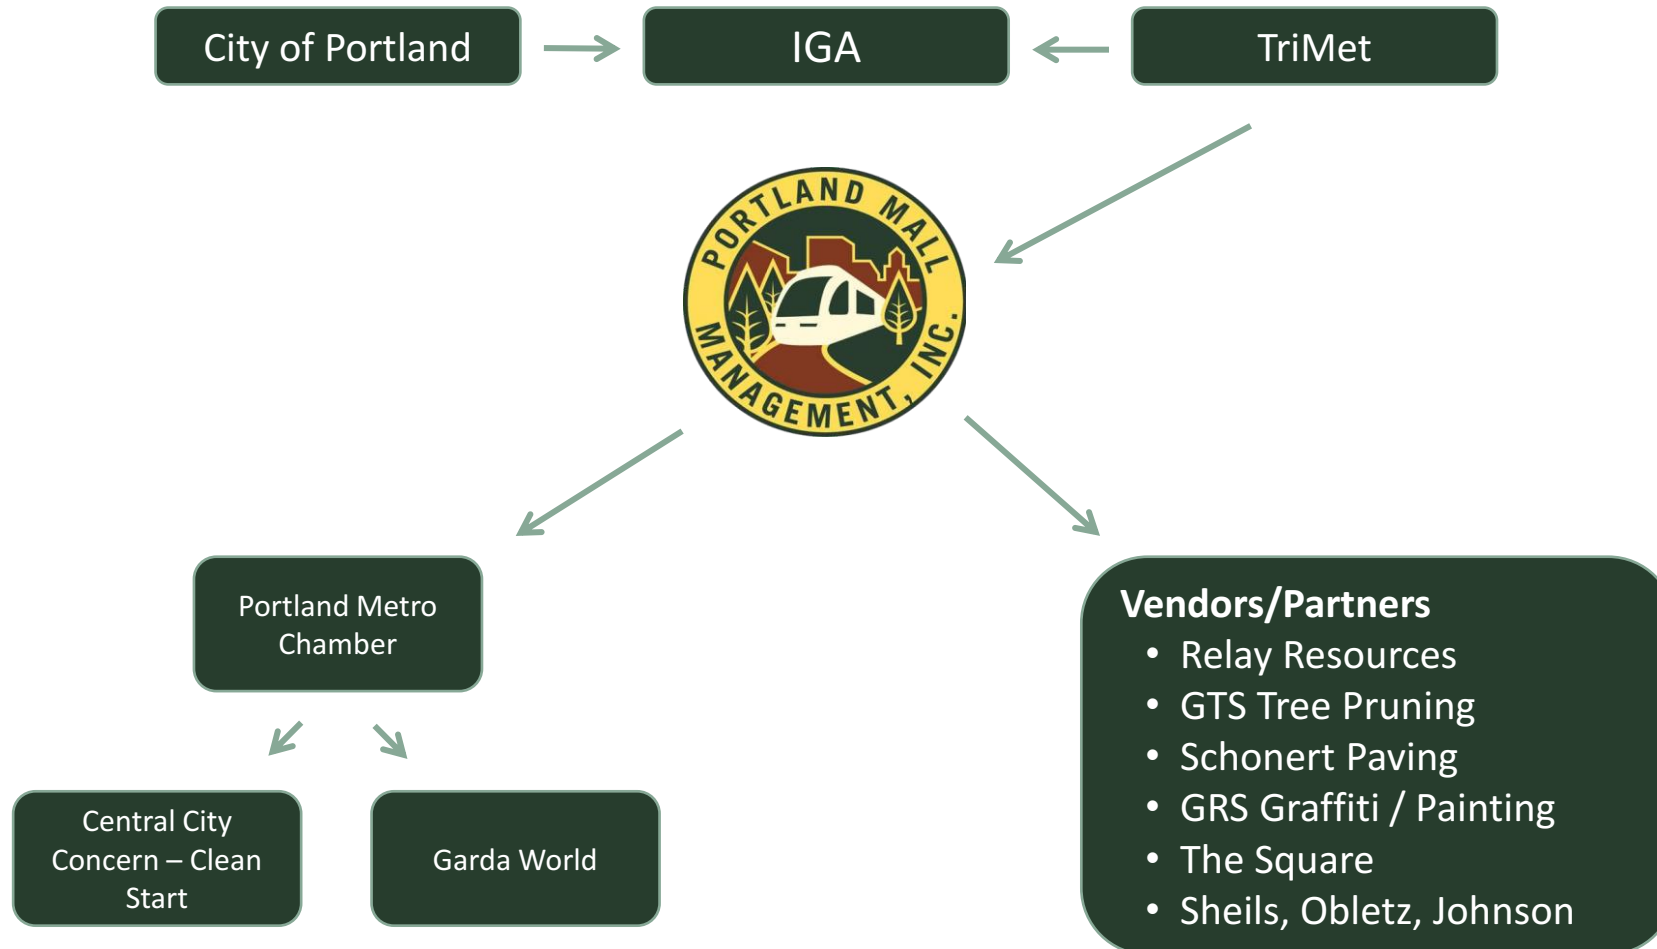 City of Portland
IGA
TriMet
PORTLAND MALL
MANAGEMENT, INC.
Portland Metro
Chamber
Central City
Concern – Clean
Start
Garda World
Vendors/Partners
• Relay Resources
• GTS Tree Pruning
• Schonert Paving
• GRS Graffiti / Painting
• The Square
• Sheils, Obletz, Johnson